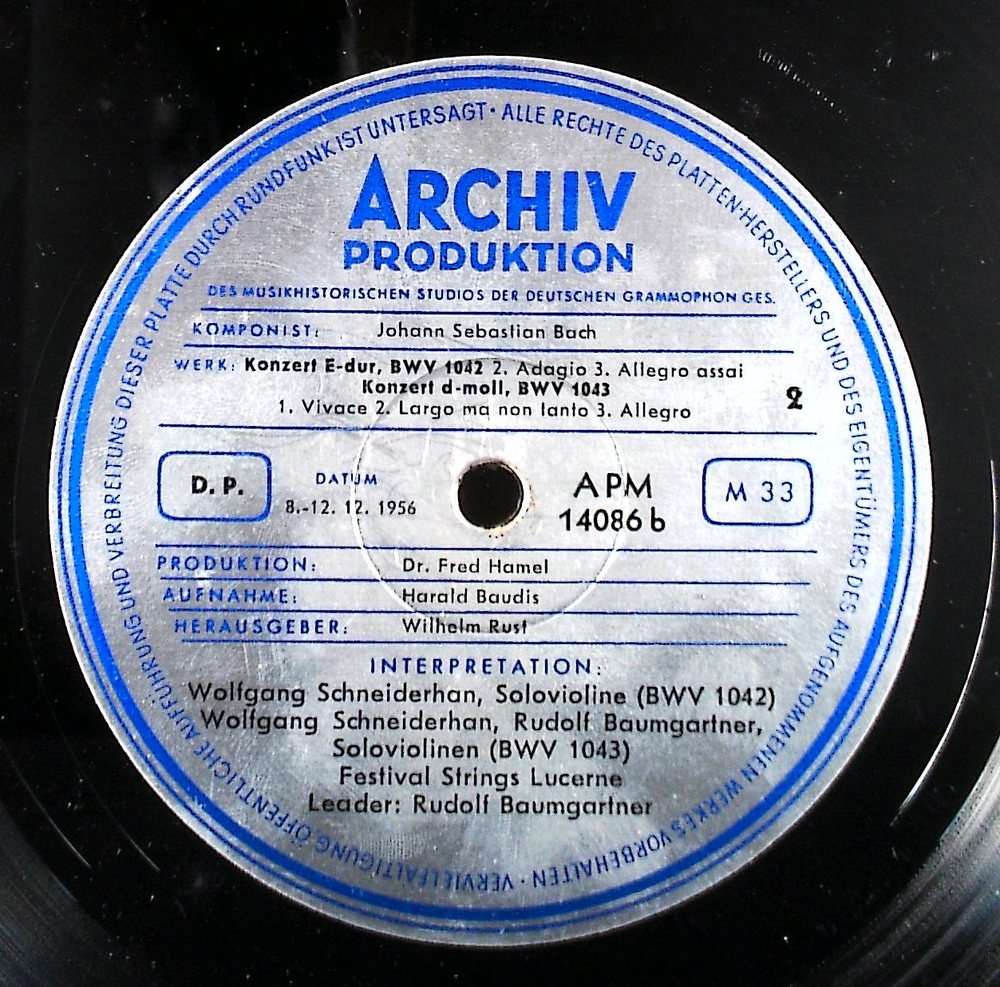 ALLE RECHTE DES PLATTEN-HERSTELLERS UND DES EIGENTÜMERS DES AUFGENOMMENEN WERKES VORBEHALTEN · VERVIELFÄLTIGUNG ÖFFENTLICHE AUFFÜHRUNG UND VERBREITUNG DIESER PLATTE DURCH RUNDFUNK IST UNTERSAGT ·
ARCHIV
PRODUKTION
DES MUSIKHISTORISCHEN STUDIOS DER DEUTSCHEN GRAMMOPHON GES.
KOMPONIST: Johann Sebastian Bach
WERK: Konzert E-dur, BWV 1042 2. Adagio 3. Allegro assai
Konzert d-moll, BWV 1043
1. Vivace 2. Largo ma non tanto 3. Allegro
2
D. P.
DATUM
8.-12. 12. 1956
APM
14086 b
M 33
PRODUKTION: Dr. Fred Hamel
AUFNAHME: Harald Baudis
HERAUSGEBER: Wilhelm Rust
INTERPRETATION:
Wolfgang Schneiderhan, Solovioline (BWV 1042)
Wolfgang Schneiderhan, Rudolf Baumgartner,
Soloviolinen (BWV 1043)
Festival Strings Lucerne
Leader: Rudolf Baumgartner